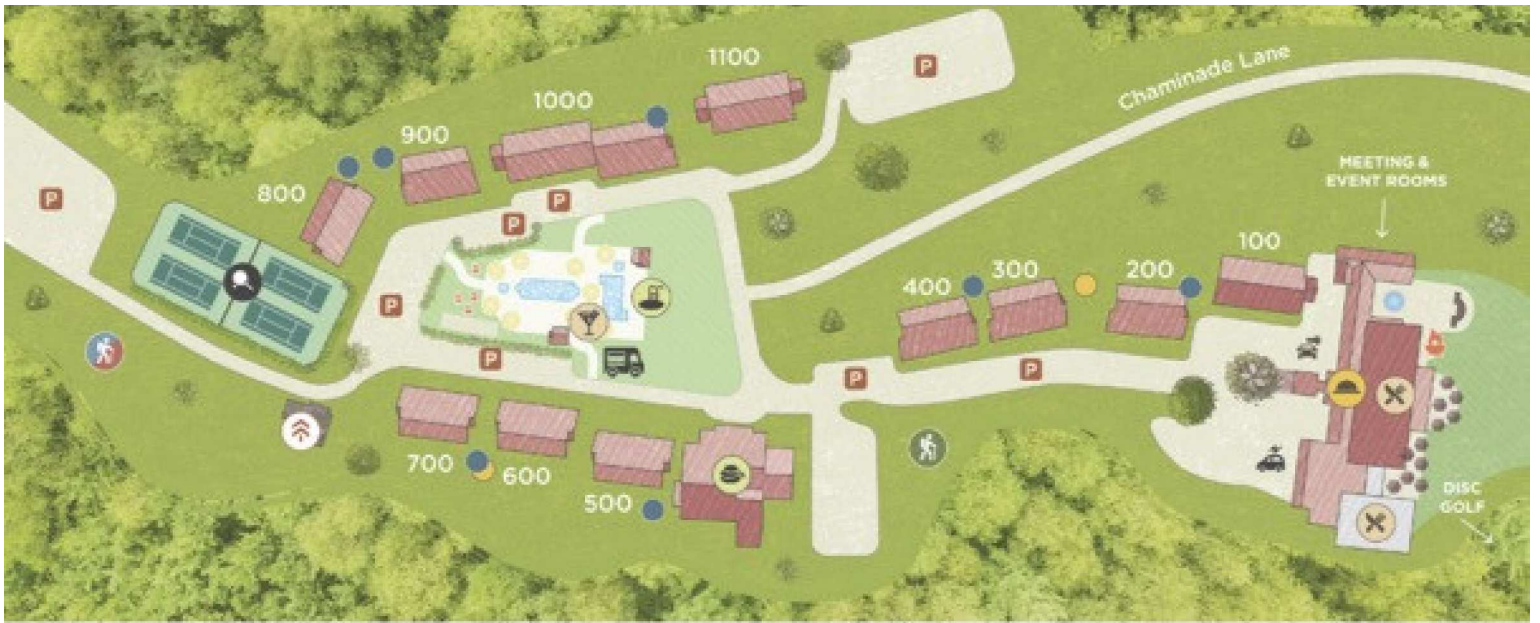 1100
P
1000
Chaminade Lane
900
MEETING &
EVENT ROOMS
800
P
P
P
100
300
200
400
P
P
P
P
700
600
500
DISC
GOLF